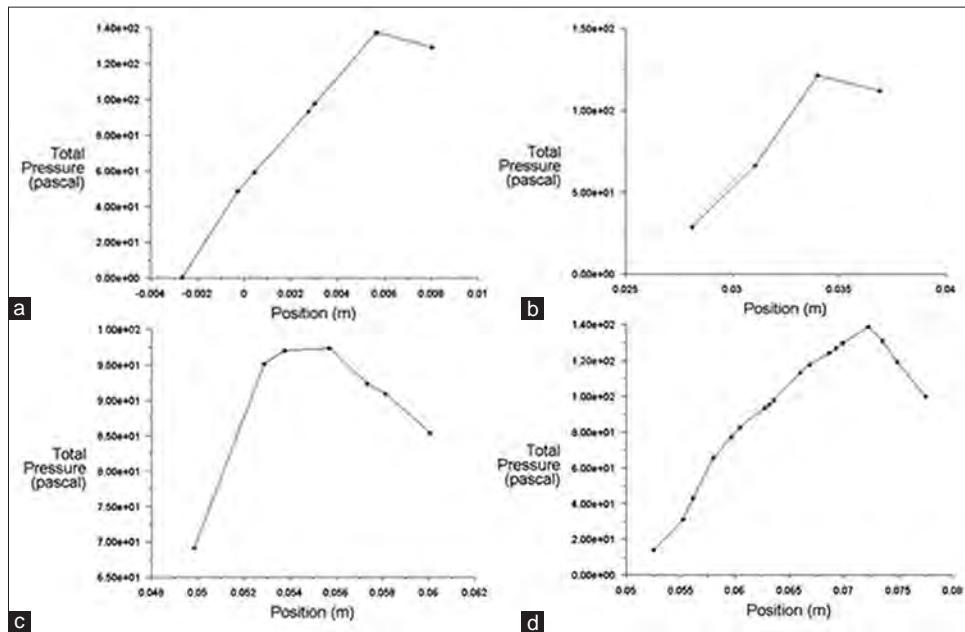 1.40e+02
1.20e+02
1.00e+02
8.00e+01
6.00e+01
4.00e+01
2.00e+01
0.00e+00
Total
Pressure
(pascal)
-0.004 -0.002 0 0.002 0.004 0.006 0.008 0.01
Position (m)
a
1.50e+02
1.00e+02
5.00e+01
0.00e+00
Total
Pressure
(pascal)
0.025 0.03 0.035 0.04
Position (m)
b
1.00e+02
9.50e+01
9.00e+01
8.50e+01
8.00e+01
7.50e+01
7.00e+01
6.50e+01
Total
Pressure
(pascal)
0.048 0.05 0.052 0.054 0.056 0.058 0.06 0.062
Position (m)
c
1.40e+02
1.20e+02
1.00e+02
8.00e+01
6.00e+01
4.00e+01
2.00e+01
0.00e+00
Total
Pressure
(pascal)
0.05 0.055 0.06 0.065 0.07 0.075 0.08
Position (m)
d